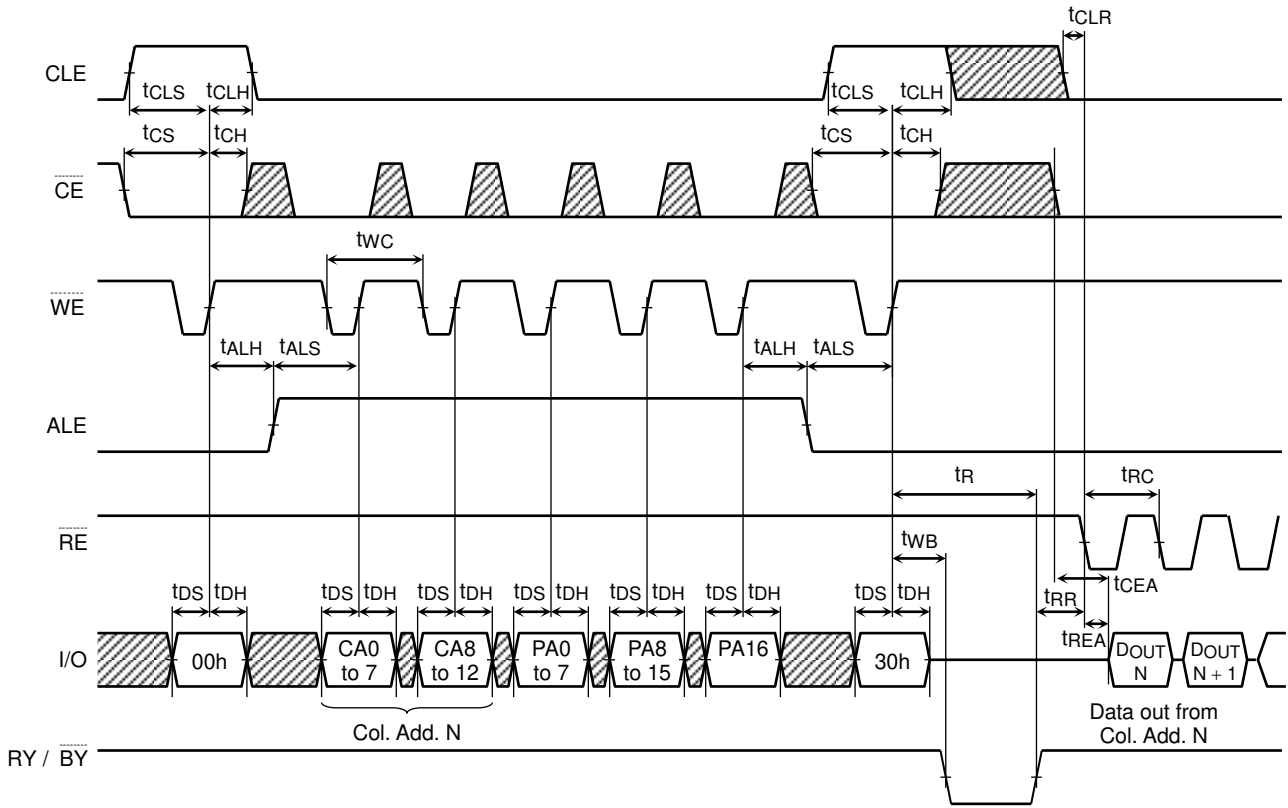 tCLR
CLE
tCLS tCLH tCLS tCLH
tCS tCH tCS tCH
CE
tWC
WE
tALH tALS tALH tALS
ALE
tR tRC
RE
tWB
tDS tDH tDS tDH tDS tDH tDS tDH tDS tDH tDS tDH tDS tDH tCEA
tRR
tREA
I/O 00h CA0 to 7 CA8 to 12 PA0 to 7 PA8 to 15 PA16 30h DOUT N DOUT N + 1
Col. Add. N
Data out from
Col. Add. N
RY / BY